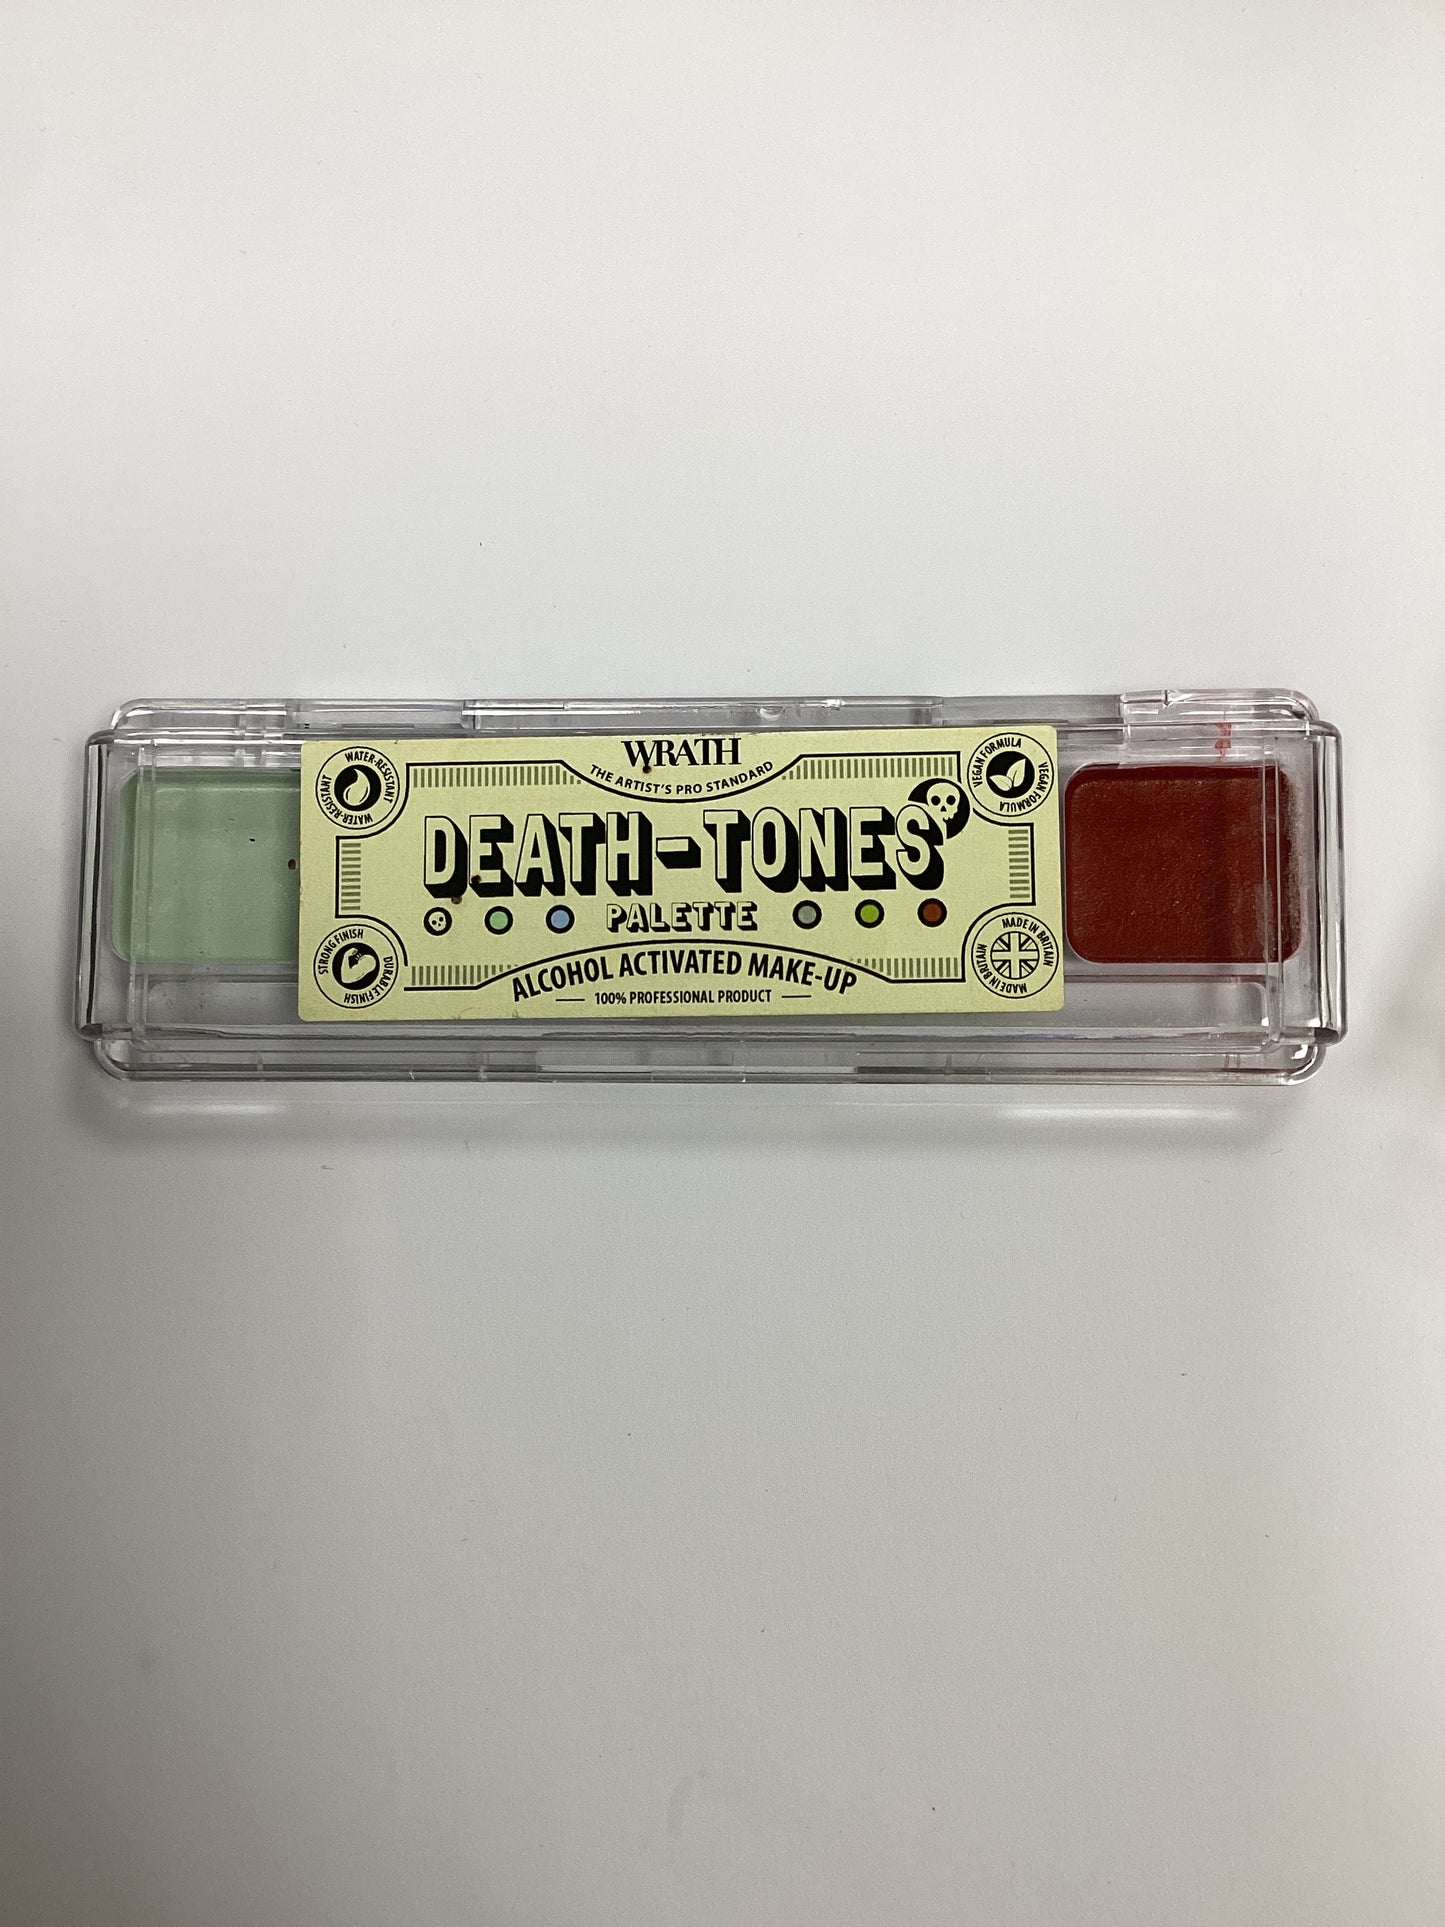 WRATH
THE ARTIST'S PRO STANDARD
WATER-RESISTANT WATER-RESISTANT
VEGAN FORMULA VEGAN FORMULA
DEATH-TONES
PALETTE
STRONG FINISH DURABLE FINISH
MADE IN BRITAIN MADE IN BRITAIN
ALCOHOL ACTIVATED MAKE-UP
100% PROFESSIONAL PRODUCT